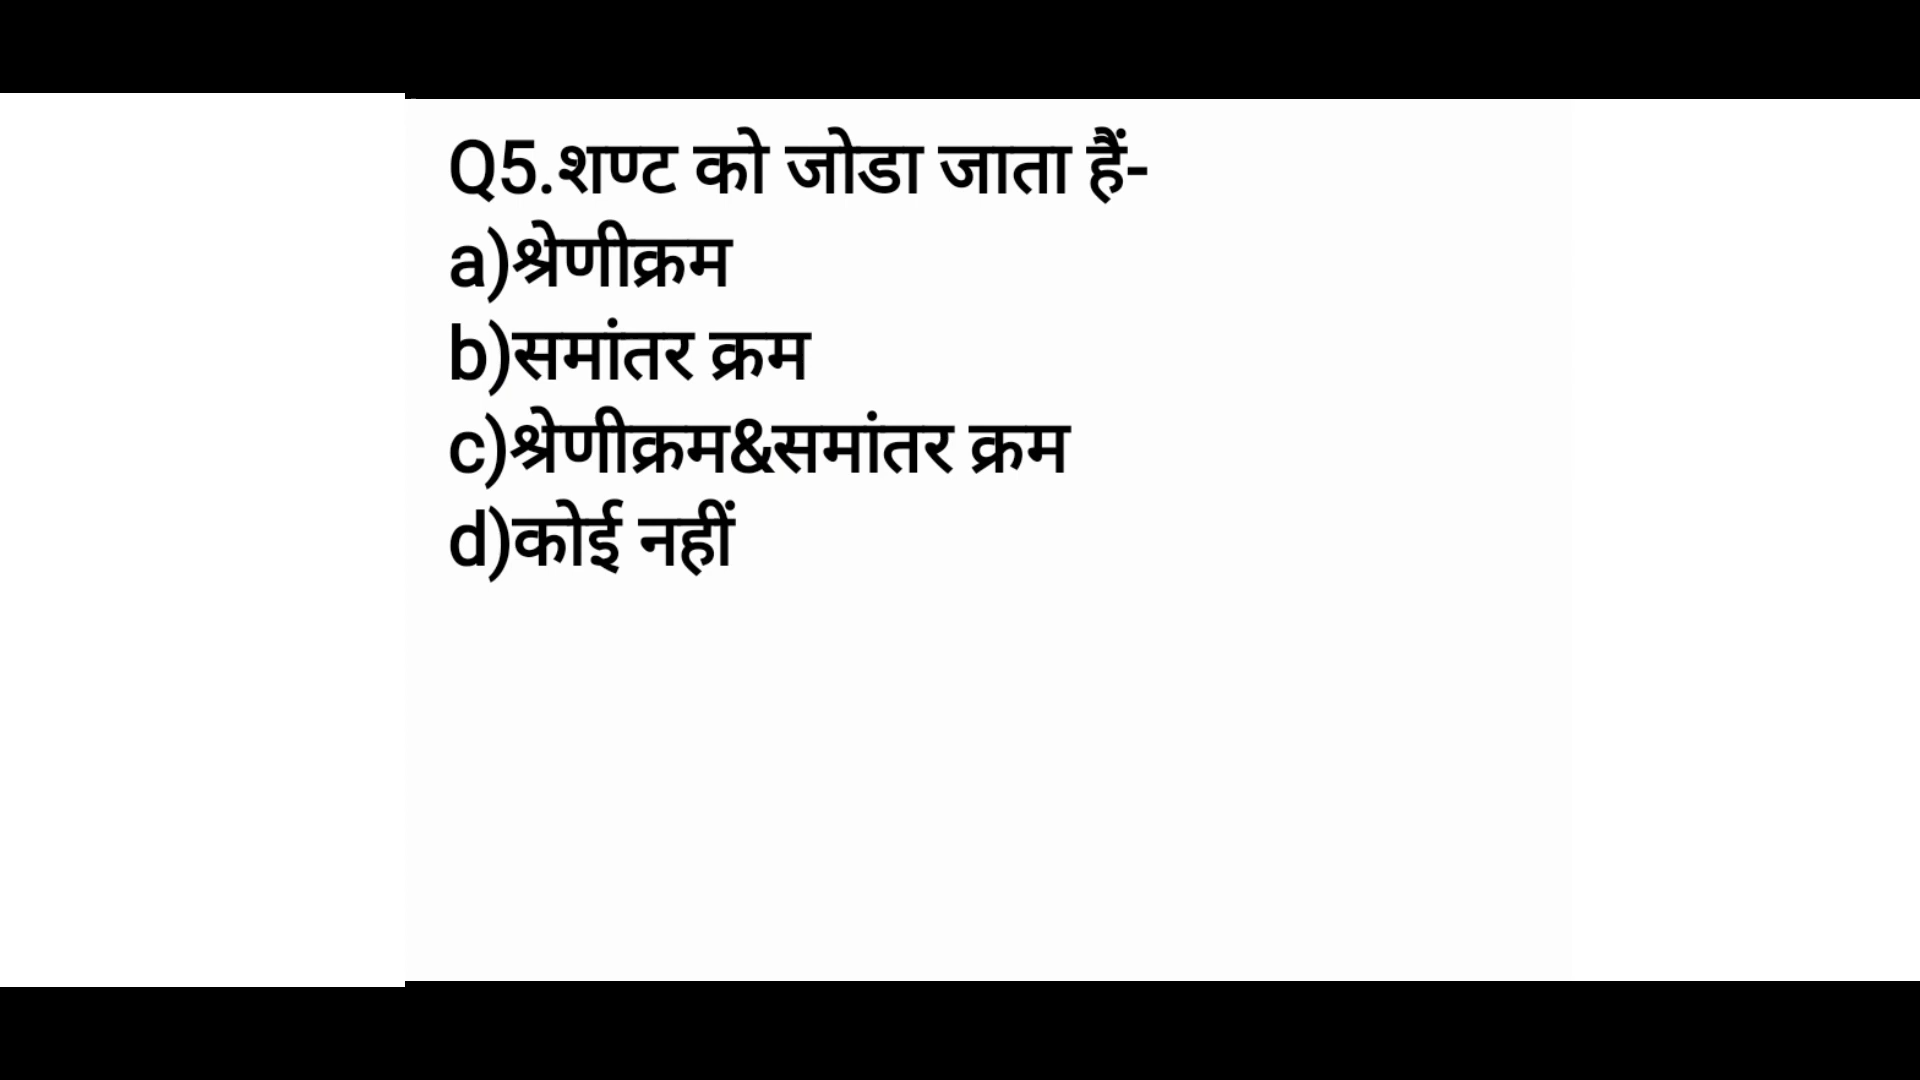 Q5.शण्ट को जोडा जाता हैं-
a)श्रेणीक्रम
b)समांतर क्रम
c)श्रेणीक्रम&समांतर क्रम
d)कोई नहीं